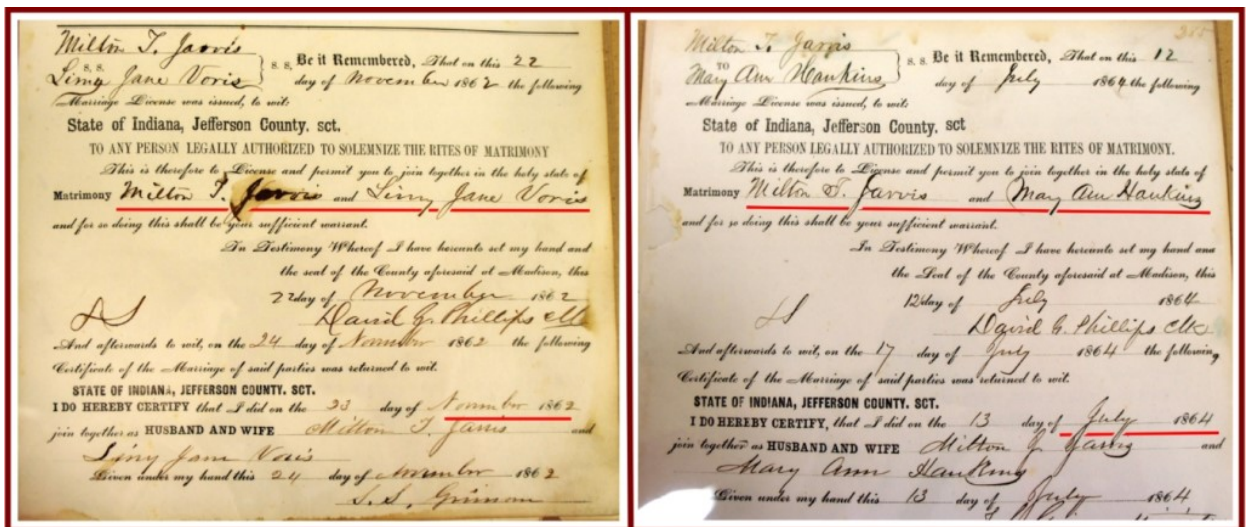 Milton T. Jarvis
S. S.
Limy Jane Voris
S. S. Be it Remembered, That on this 22
day of November 1862 the following
Marriage License was issued, to wit:
State of Indiana, Jefferson County. sct.
TO ANY PERSON LEGALLY AUTHORIZED TO SOLEMNIZE THE RITES OF MATRIMONY
This is therefore to License and permit you to join together in the holy state of
Matrimony Milton T. Jarvis and Limy Jane Voris
and for so doing this shall be your sufficient warrant.
In Testimony Whereof I have hereunto set my hand and
the seal of the County aforesaid at Madison, this
22 day of November 1862
LS
David G. Phillips Clk
And afterwards to wit, on the 24 day of November 1862 the following
Certificate of the Marriage of said parties was returned to wit.
STATE OF INDIANA, JEFFERSON COUNTY. SCT.
I DO HEREBY CERTIFY that I did on the 23 day of November 1862
join together as HUSBAND AND WIFE Milton T. Jarvis and
Limy Jane Voris
Given under my hand this 24 day of November 1862
Milton T. Jarvis
TO
Mary Ann Hankins
S. S. Be it Remembered, That on this 12
day of July 1864 the following
Marriage License was issued, to wit:
State of Indiana, Jefferson County. sct
TO ANY PERSON LEGALLY AUTHORIZED TO SOLEMNIZE THE RITES OF MATRIMONY.
This is therefore to License and permit you to join together in the holy state of
Matrimony Milton T. Jarvis and Mary Ann Hankins
and for so doing this shall be your sufficient warrant.
In Testimony Whereof I have hereunto set my hand and
the Seal of the County aforesaid at Madison, this
12 day of July 1864
LS
David G. Phillips Clk
And afterwards to wit, on the 17 day of July 1864 the following
Certificate of the Marriage of said parties was returned to wit.
STATE OF INDIANA, JEFFERSON COUNTY. SCT.
I DO HEREBY CERTIFY, that I did on the 13 day of July 1864
join together as HUSBAND AND WIFE Milton T. Jarvis and
Mary Ann Hankins
Given under my hand this 13 day of July 1864